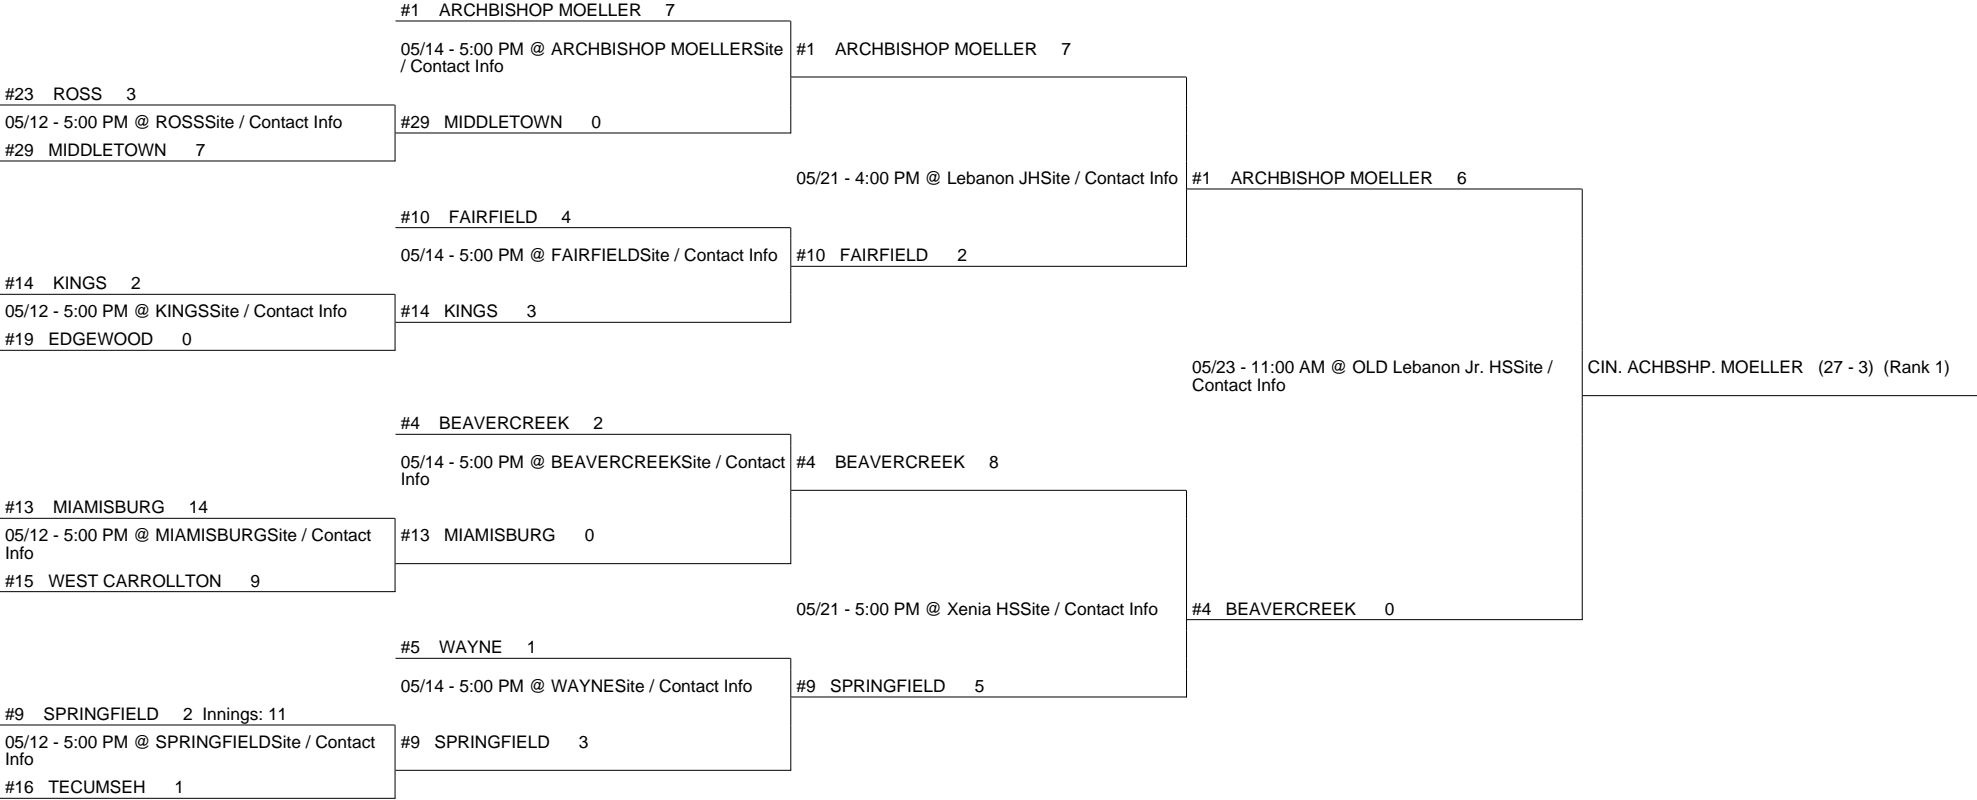 #1 ARCHBISHOP MOELLER 7
05/14 - 5:00 PM @ ARCHBISHOP MOELLERSite
/ Contact Info
#1 ARCHBISHOP MOELLER 7
#23 ROSS 3
05/12 - 5:00 PM @ ROSSSite / Contact Info
#29 MIDDLETOWN 7
#29 MIDDLETOWN 0
05/21 - 4:00 PM @ Lebanon JHSite / Contact Info
#1 ARCHBISHOP MOELLER 6
#10 FAIRFIELD 4
05/14 - 5:00 PM @ FAIRFIELDSite / Contact Info
#10 FAIRFIELD 2
#14 KINGS 2
05/12 - 5:00 PM @ KINGSSite / Contact Info
#19 EDGEWOOD 0
#14 KINGS 3
05/23 - 11:00 AM @ OLD Lebanon Jr. HSSite /
Contact Info
CIN. ACHBSHP. MOELLER (27 - 3) (Rank 1)
#4 BEAVERCREEK 2
05/14 - 5:00 PM @ BEAVERCREEKSite / Contact
Info
#4 BEAVERCREEK 8
#13 MIAMISBURG 14
05/12 - 5:00 PM @ MIAMISBURGSite / Contact
Info
#15 WEST CARROLLTON 9
#13 MIAMISBURG 0
05/21 - 5:00 PM @ Xenia HSSite / Contact Info
#4 BEAVERCREEK 0
#5 WAYNE 1
05/14 - 5:00 PM @ WAYNESite / Contact Info
#9 SPRINGFIELD 5
#9 SPRINGFIELD 2 Innings: 11
05/12 - 5:00 PM @ SPRINGFIELDSite / Contact
Info
#16 TECUMSEH 1
#9 SPRINGFIELD 3